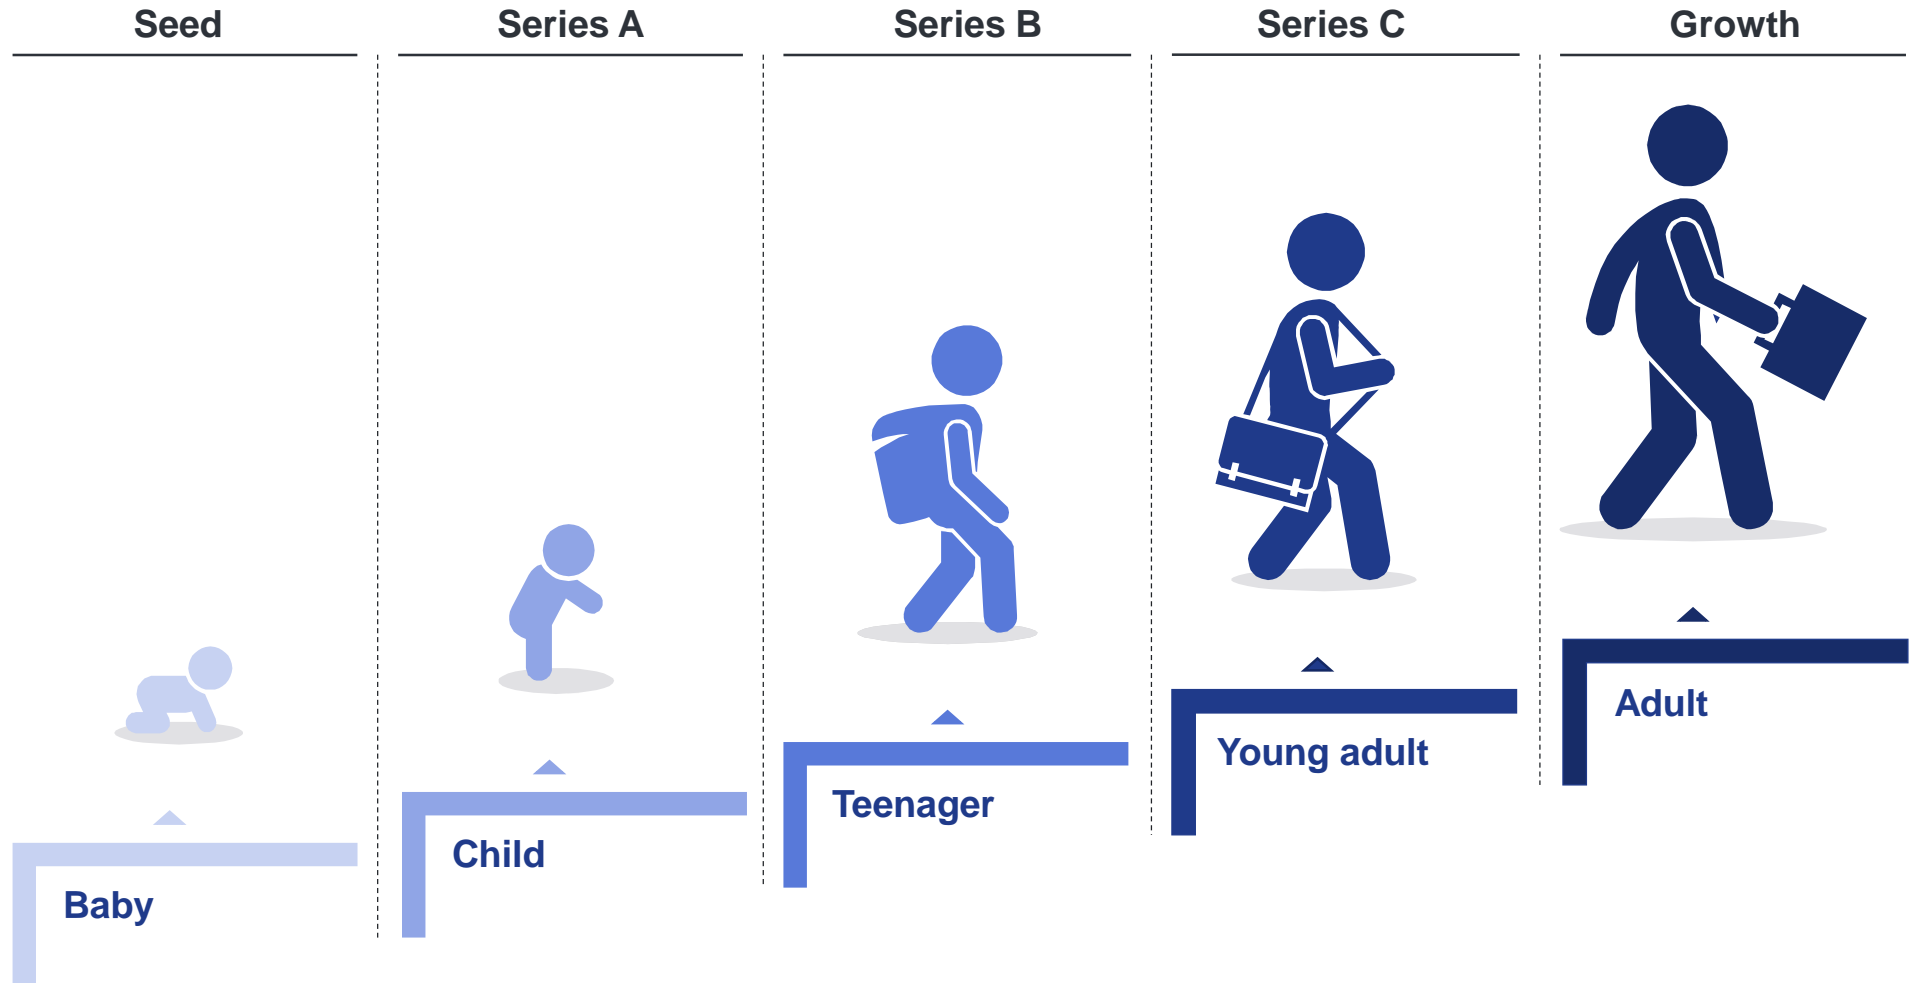 Seed
Series A
Series B
Series C
Growth
Baby
Child
Teenager
Young adult
Adult